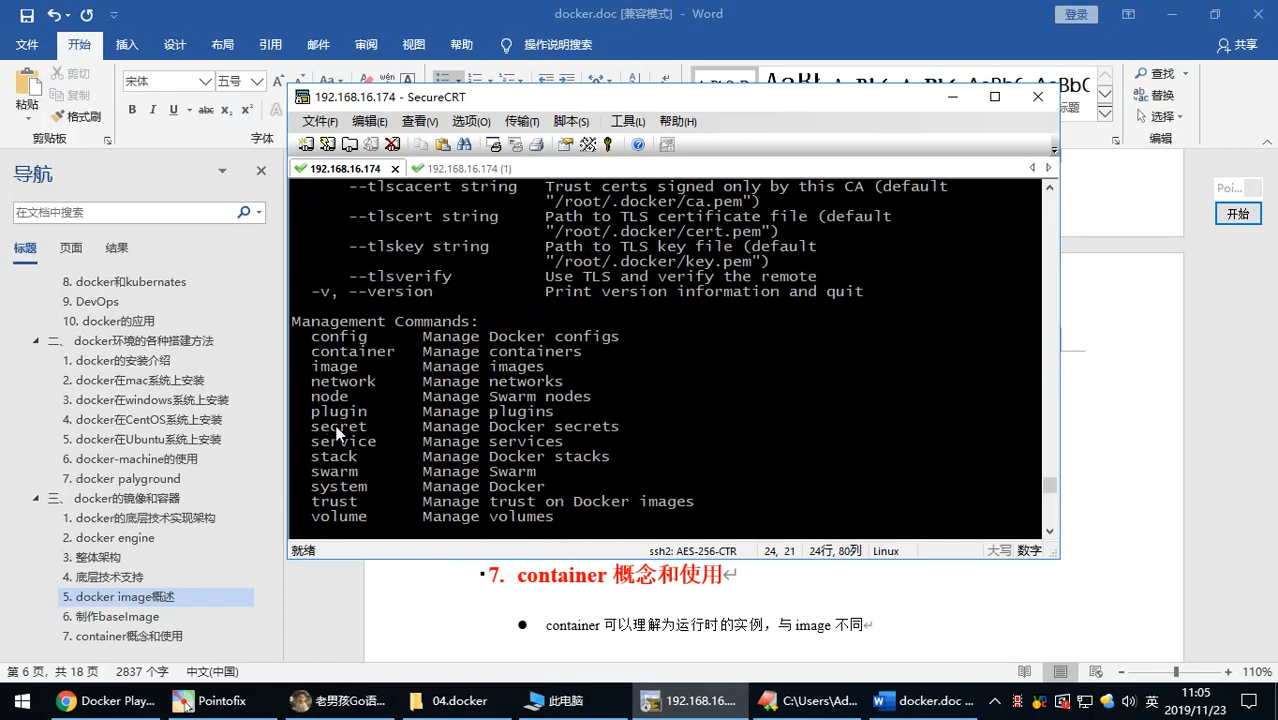 docker.doc [兼容模式] - Word
登录
文件
开始
插入
设计
布局
引用
邮件
审阅
视图
帮助
操作说明搜索
共享
粘贴
剪切
复制
格式刷
剪贴板
宋体
五号
字体
B I U abc x₂ x²
wén
标题
查找
替换
选择
编辑
导航
在文档中搜索
标题
页面
结果
8. docker和kubernetes
9. DevOps
10. docker的应用
二、 docker环境的各种搭建方法
1. docker的安装介绍
2. docker在mac系统上安装
3. docker在windows系统上安装
4. docker在CentOS系统上安装
5. docker在Ubuntu系统上安装
6. docker-machine的使用
7. docker palyground
三、 docker的镜像和容器
1. docker的底层技术实现架构
2. docker engine
3. 整体架构
4. 底层技术支持
5. docker image概述
6. 制作baseImage
7. container概念和使用
192.168.16.174 - SecureCRT
文件(F)
编辑(E)
查看(V)
选项(O)
传输(T)
脚本(S)
工具(L)
帮助(H)
192.168.16.174
192.168.16.174 (1)
--tlscacert string Trust certs signed only by this CA (default
"/root/.docker/ca.pem")
--tlscert string Path to TLS certificate file (default
"/root/.docker/cert.pem")
--tlskey string Path to TLS key file (default
"/root/.docker/key.pem")
--tlsverify Use TLS and verify the remote
-v, --version Print version information and quit
Management Commands:
config Manage Docker configs
container Manage containers
image Manage images
network Manage networks
node Manage Swarm nodes
plugin Manage plugins
secret Manage Docker secrets
service Manage services
stack Manage Docker stacks
swarm Manage Swarm
system Manage Docker
trust Manage trust on Docker images
volume Manage volumes
就绪
ssh2: AES-256-CTR
24, 21
24行, 80列
Linux
大写
数字
Poi...
开始
7. container 概念和使用
container 可以理解为运行时的实例，与 image 不同
第 6 页，共 18 页
2837 个字
中文(中国)
110%
Docker Play...
Pointofix
老男孩Go语...
04.docker
此电脑
192.168.16....
C:\Users\Ad...
docker.doc ...
英
11:05
2019/11/23